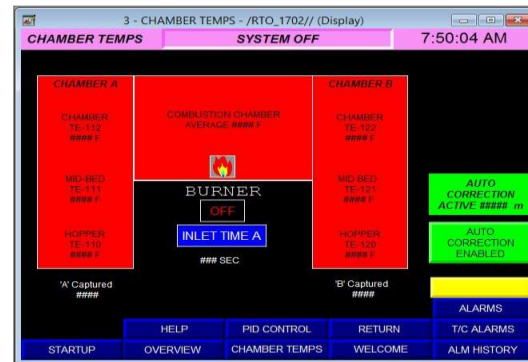 3 - CHAMBER TEMPS - /RTO_1702// (Display)
CHAMBER TEMPS
SYSTEM OFF
7:50:04 AM
CHAMBER A
CHAMBER
TE-112
#### F
MID-BED
TE-111
#### F
HOPPER
TE-110
#### F
'A' Captured
####
COMBUSTION CHAMBER
AVERAGE #### F
BURNER
OFF
INLET TIME A
### SEC
CHAMBER B
CHAMBER
TE-122
#### F
MID-BED
TE-121
#### F
HOPPER
TE-120
#### F
'B' Captured
####
AUTO
CORRECTION
ACTIVE ##### m
AUTO
CORRECTION
ENABLED
ALARMS
HELP
PID CONTROL
RETURN
T/C ALARMS
STARTUP
OVERVIEW
CHAMBER TEMPS
WELCOME
ALM HISTORY